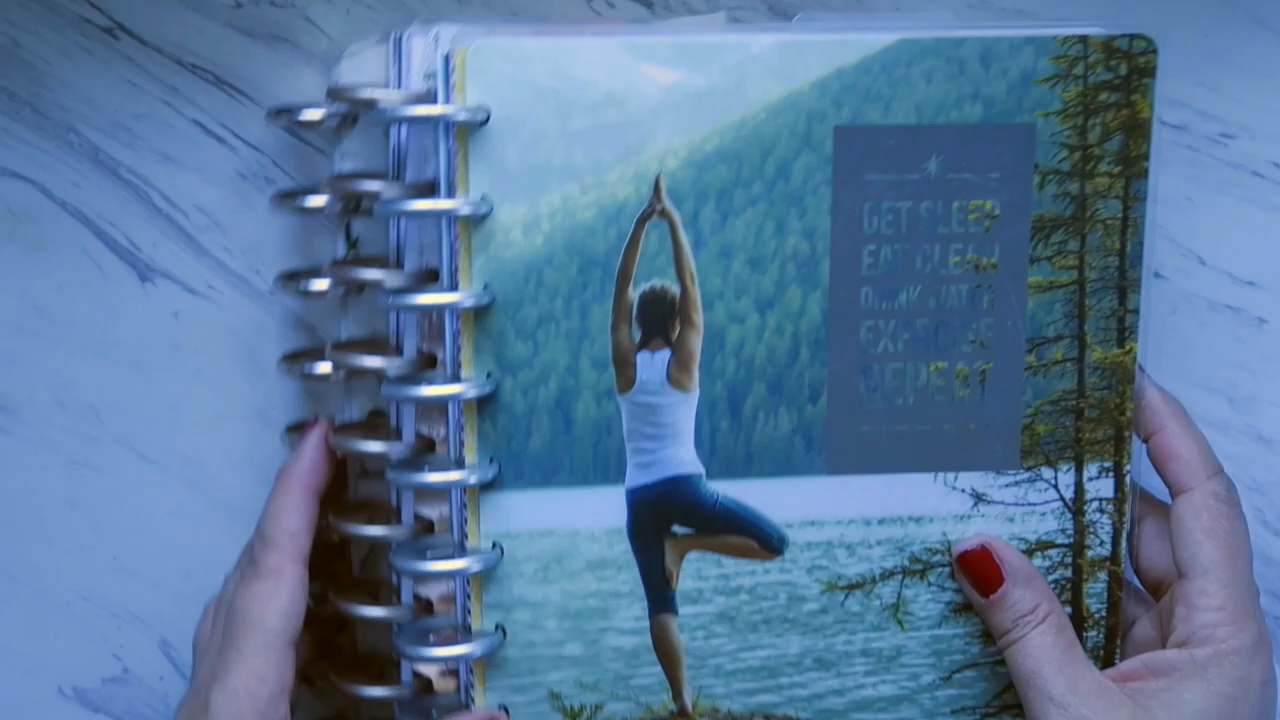 GET SLEEP
EAT CLEAN
DRINK WATER
EXERCISE
REPEAT